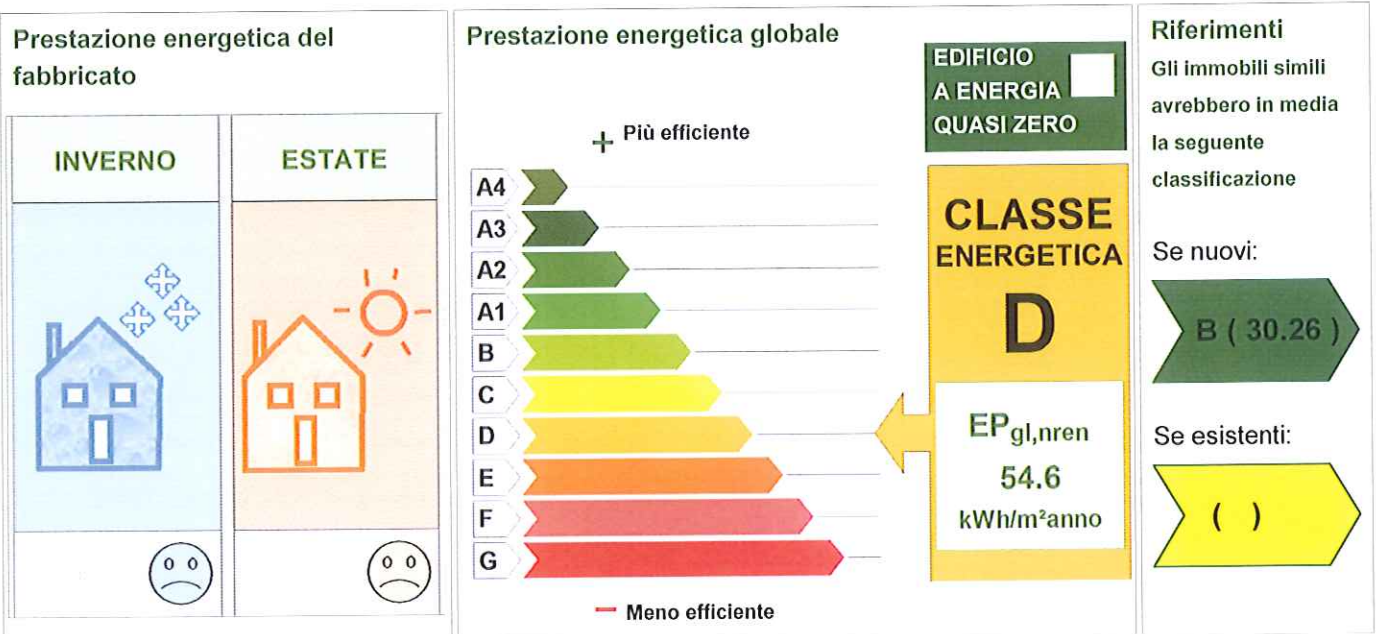 Prestazione energetica del
fabbricato
INVERNO
ESTATE
Prestazione energetica globale
+ Più efficiente
A4
A3
A2
A1
B
C
D
E
F
G
— Meno efficiente
EDIFICIO
A ENERGIA
QUASI ZERO
CLASSE
ENERGETICA
D
EPgl,nren
54.6
kWh/m²anno
Riferimenti
Gli immobili simili
avrebbero in media
la seguente
classificazione
Se nuovi:
B ( 30.26 )
Se esistenti:
( )